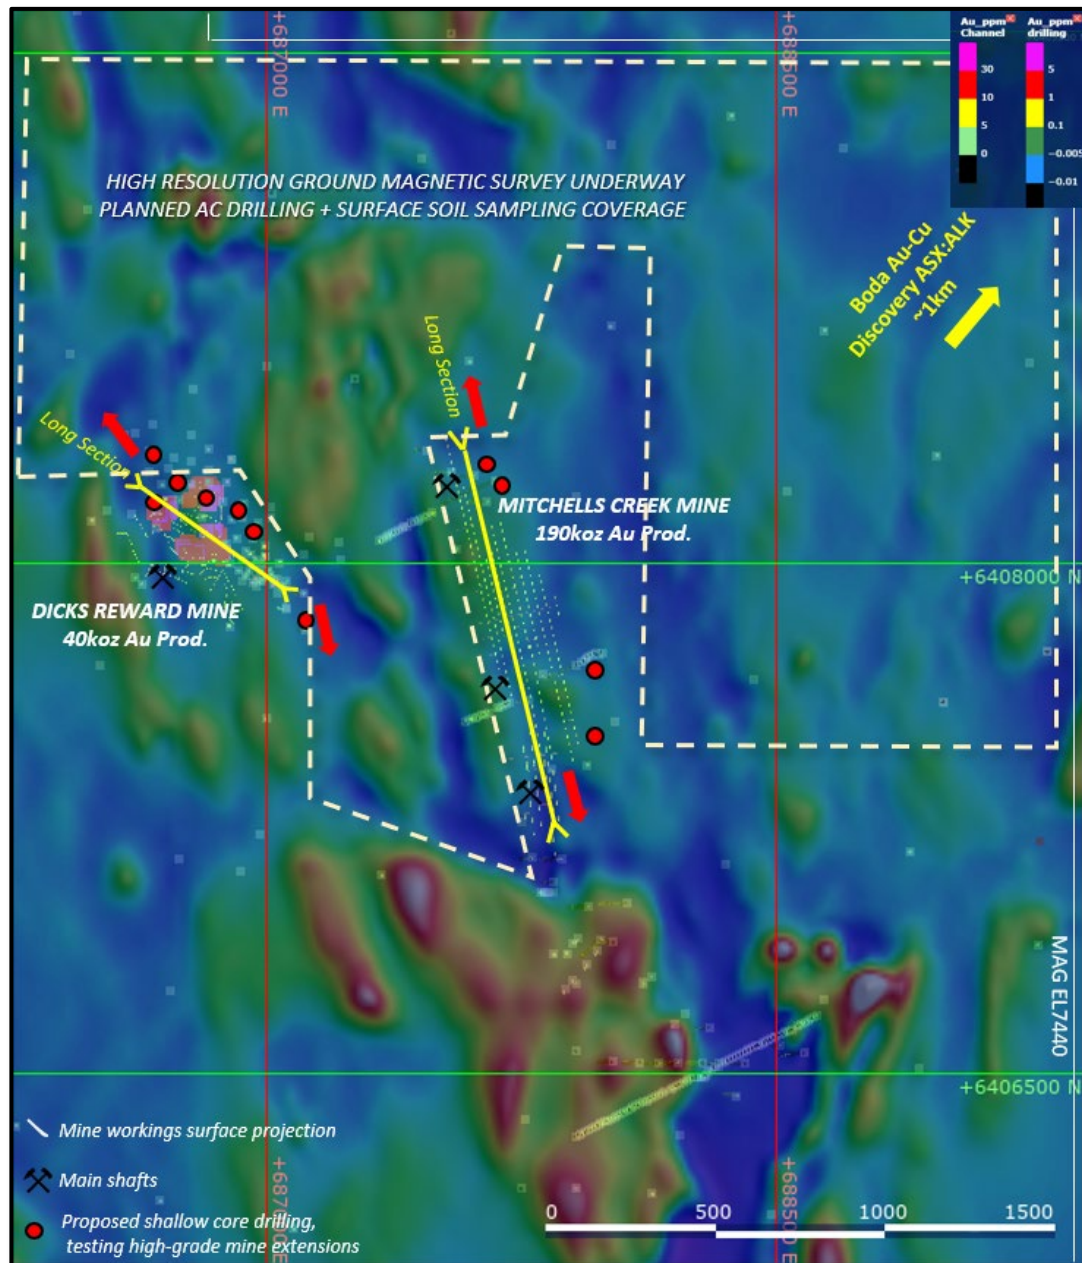 +687000 E
+688500 E
Au_ppm Au_ppm
Channel drilling
30 5
10 1
5 0.1
0 -0.005
-0.01
HIGH RESOLUTION GROUND MAGNETIC SURVEY UNDERWAY
PLANNED AC DRILLING + SURFACE SOIL SAMPLING COVERAGE
Boda Au-Cu
Discovery ASX:ALK
~1km
Long Section
Long Section
MITCHELLS CREEK MINE
190koz Au Prod.
+6408000 N
DICKS REWARD MINE
40koz Au Prod.
MAG EL7440
+6406500 N
Mine workings surface projection
Main shafts
Proposed shallow core drilling,
testing high-grade mine extensions
+687000 E
+688500 E
0 500 1000 1500